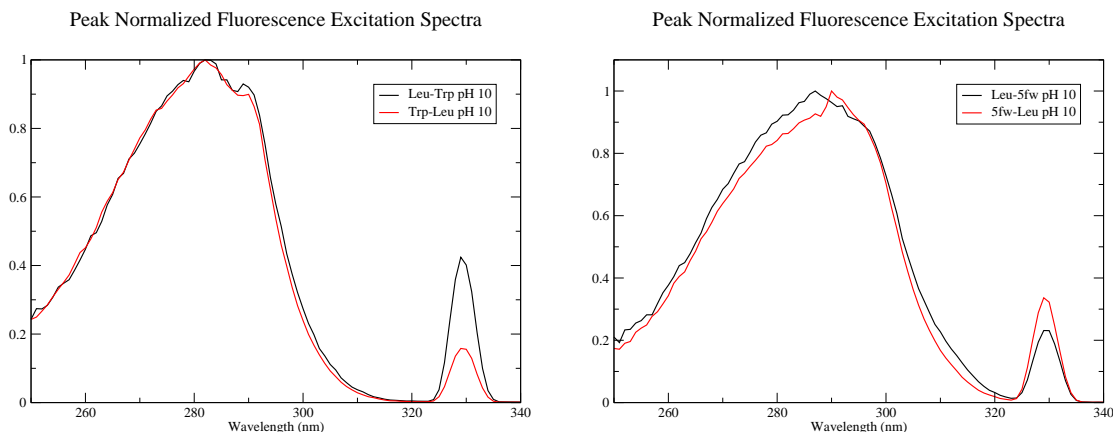 Peak Normalized Fluorescence Excitation Spectra
1
0.8
0.6
0.4
0.2
0
260
280
300
320
340
Wavelength (nm)
Leu-Trp pH 10
Trp-Leu pH 10
Peak Normalized Fluorescence Excitation Spectra
1
0.8
0.6
0.4
0.2
0
260
280
300
320
340
Wavelength (nm)
Leu-5fw pH 10
5fw-Leu pH 10